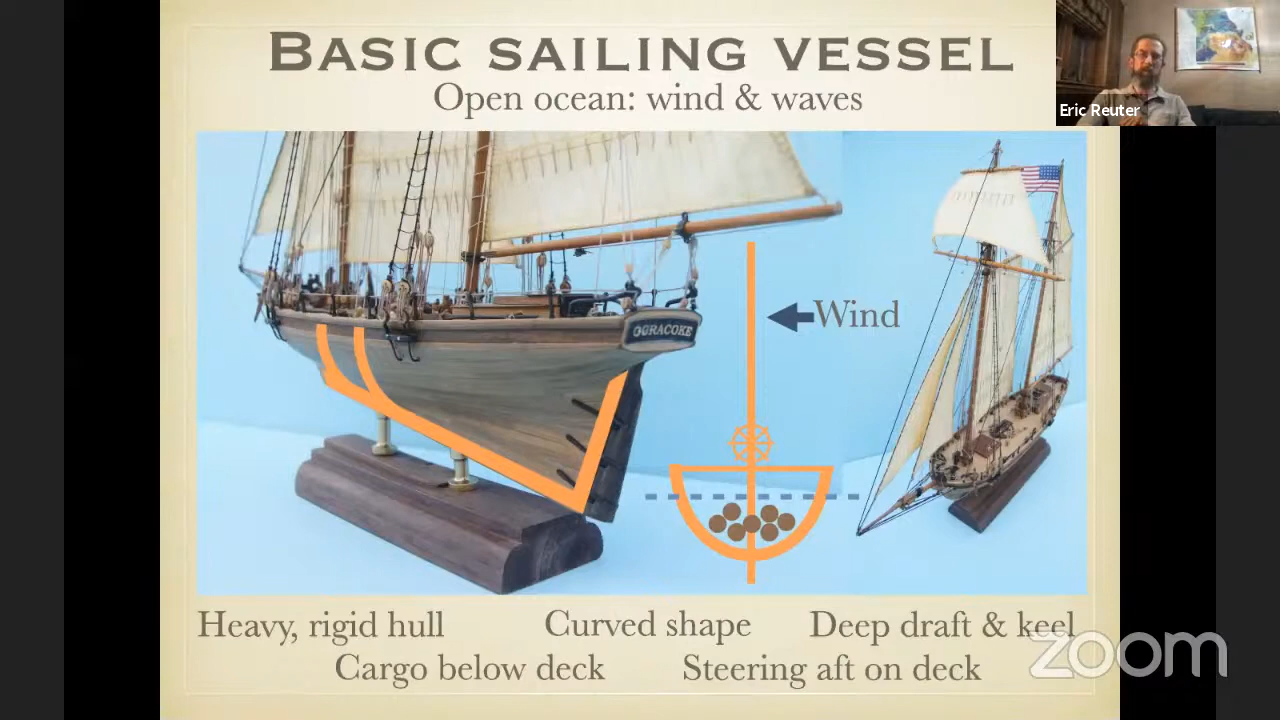 BASIC SAILING VESSEL
Open ocean: wind & waves
Eric Reuter
Wind
OCRACOKE
Heavy, rigid hull
Curved shape
Deep draft & keel
Cargo below deck
Steering aft on deck
zoom